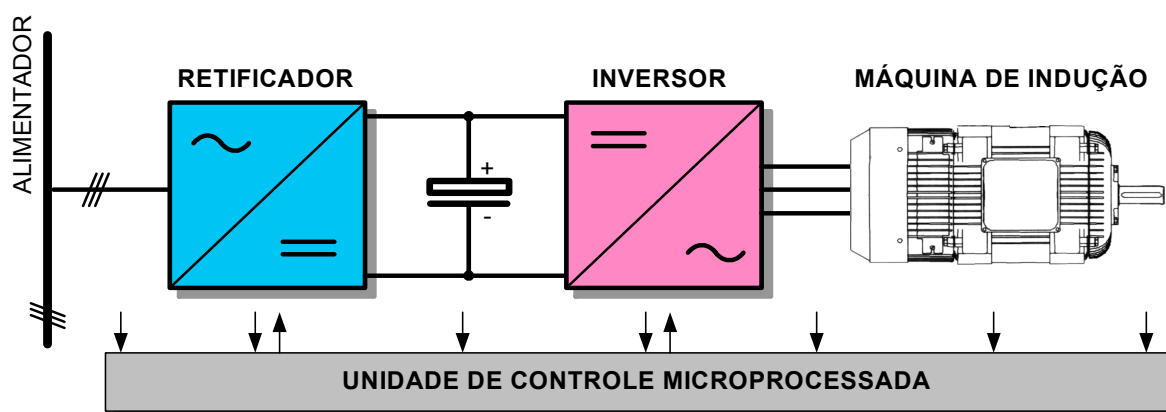 ALIMENTADOR
RETIFICADOR
INVERSOR
MÁQUINA DE INDUÇÃO
+
-
UNIDADE DE CONTROLE MICROPROCESSADA